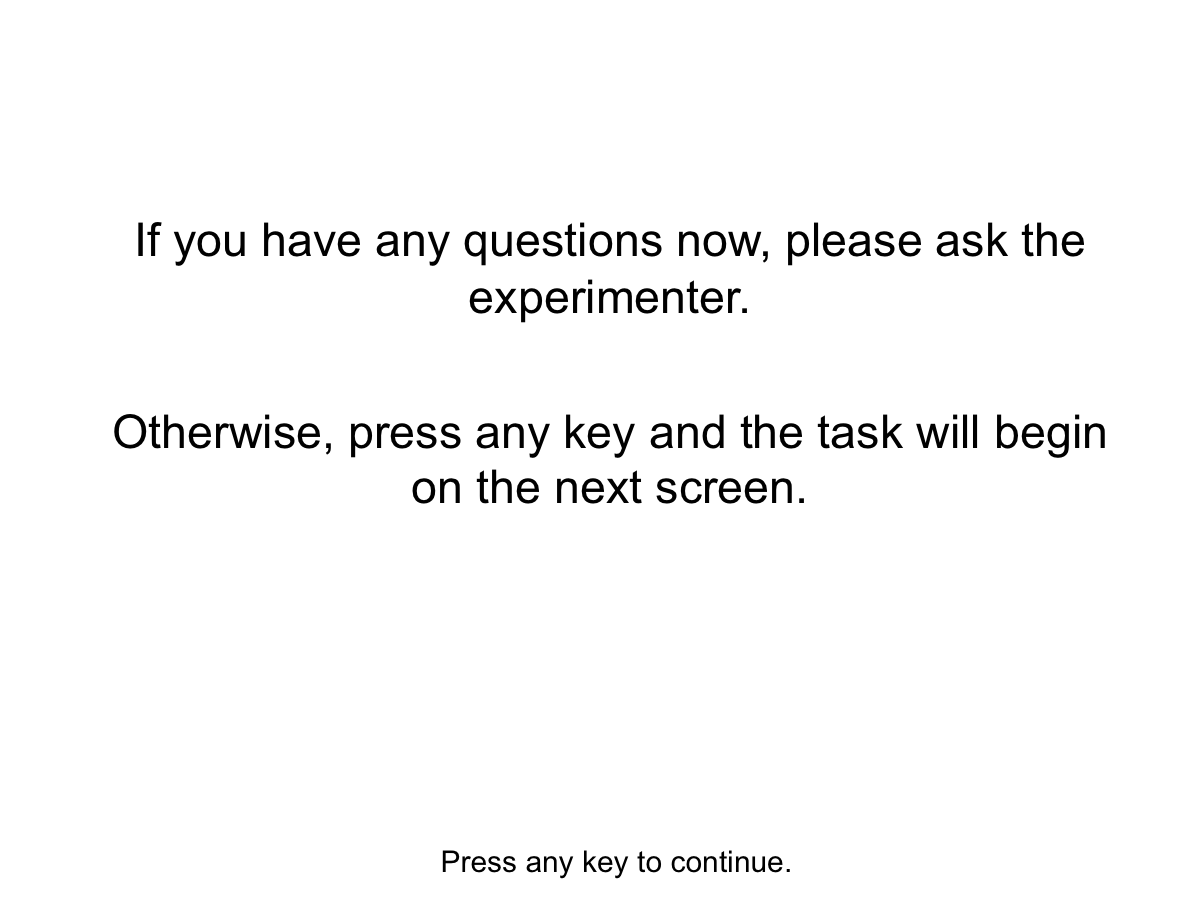 If you have any questions now, please ask the
experimenter.
Otherwise, press any key and the task will begin
on the next screen.
Press any key to continue.